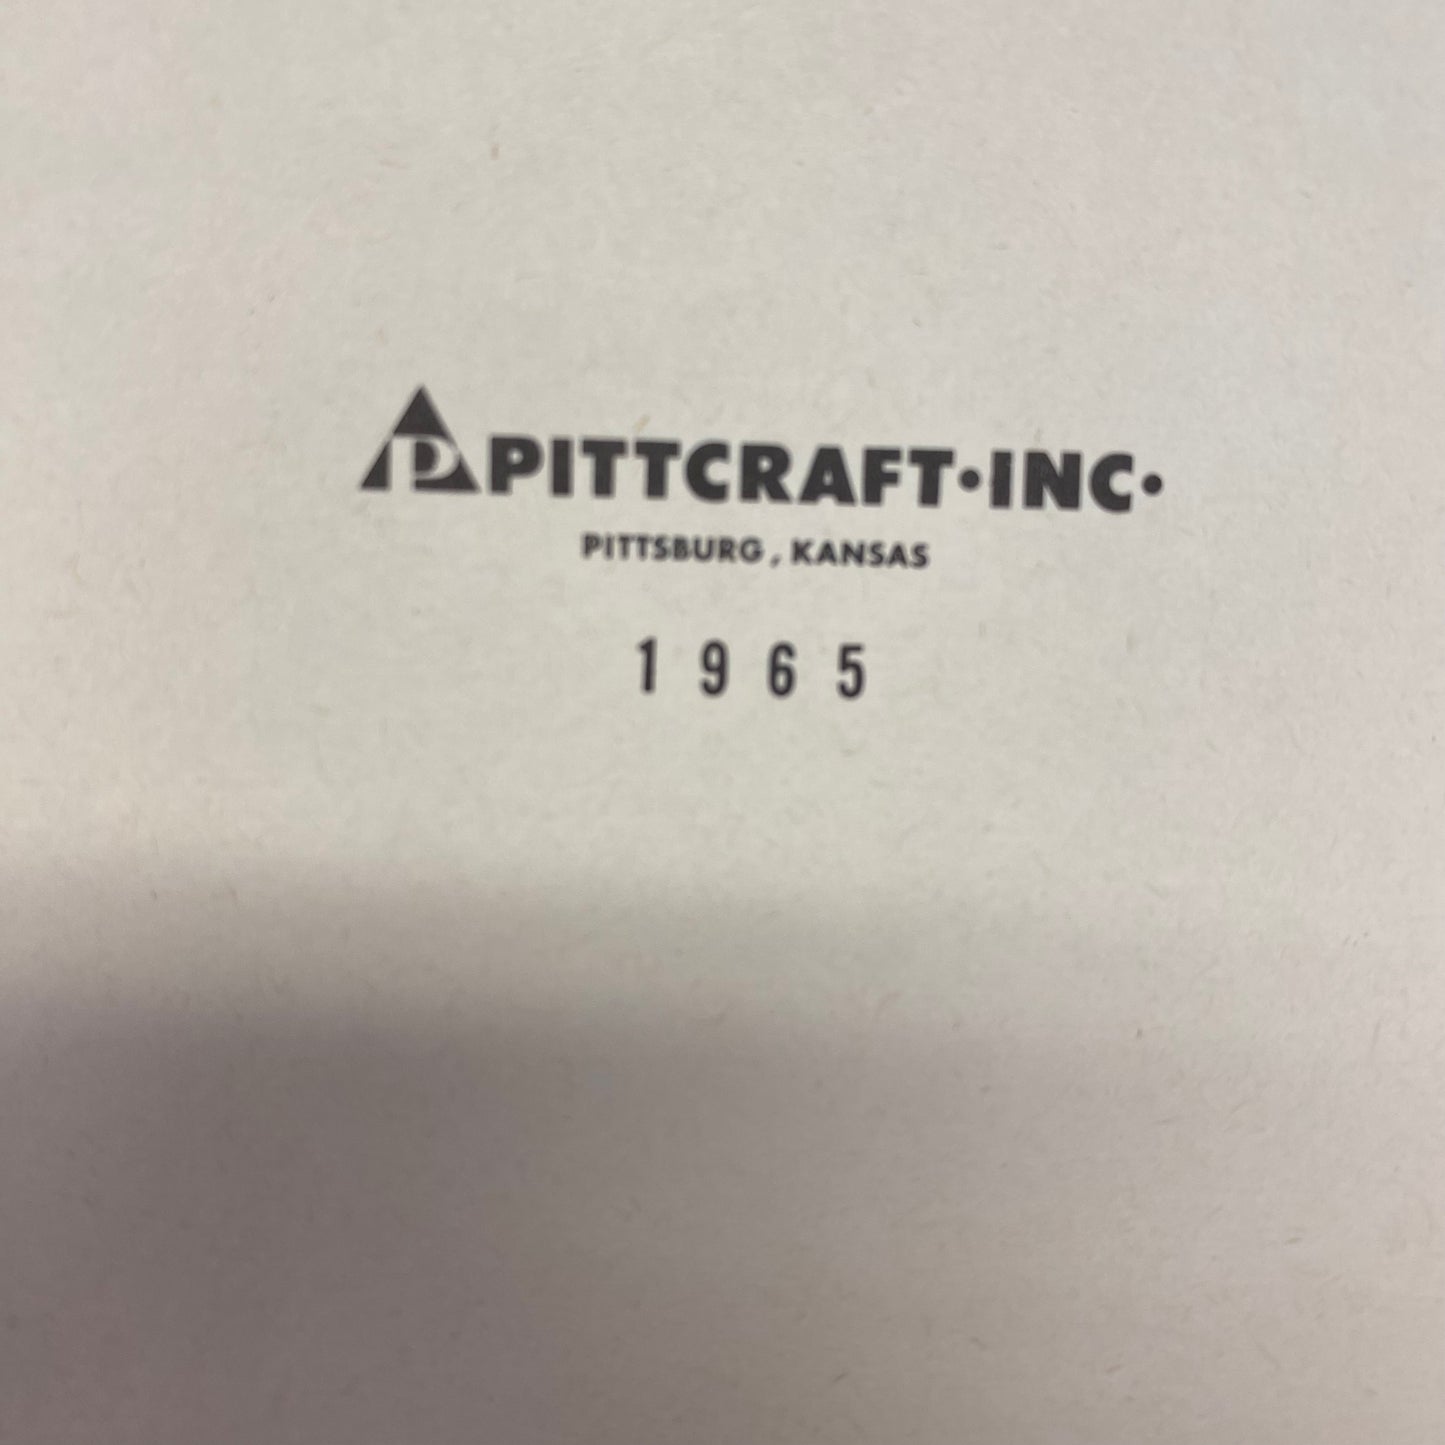 P PITTCRAFT•INC•
PITTSBURG, KANSAS
1965